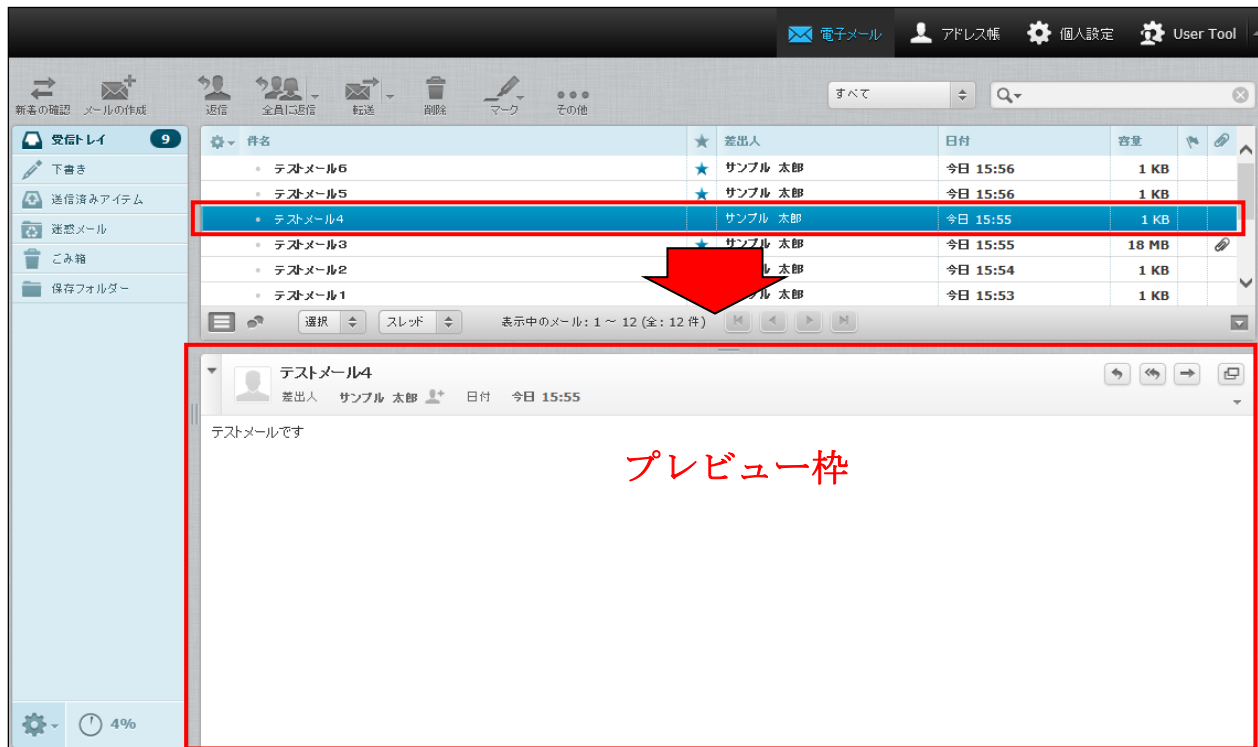 電子メール アドレス帳 個人設定 User Tool
新着の確認 メールの作成 返信 全員に返信 転送 削除 マーク その他 すべて
受信トレイ 9
下書き
送信済みアイテム
迷惑メール
ごみ箱
保存フォルダー
件名 差出人 日付 容量
テストメール6 サンプル 太郎 今日 15:56 1 KB
テストメール5 サンプル 太郎 今日 15:56 1 KB
テストメール4 サンプル 太郎 今日 15:55 1 KB
テストメール3 サンプル 太郎 今日 15:55 18 MB
テストメール2 太郎 今日 15:54 1 KB
テストメール1 太郎 今日 15:53 1 KB
選択 スレッド 表示中のメール: 1 ~ 12 (全: 12 件)
テストメール4
差出人 サンプル 太郎 日付 今日 15:55
テストメールです
プレビュー枠
4%